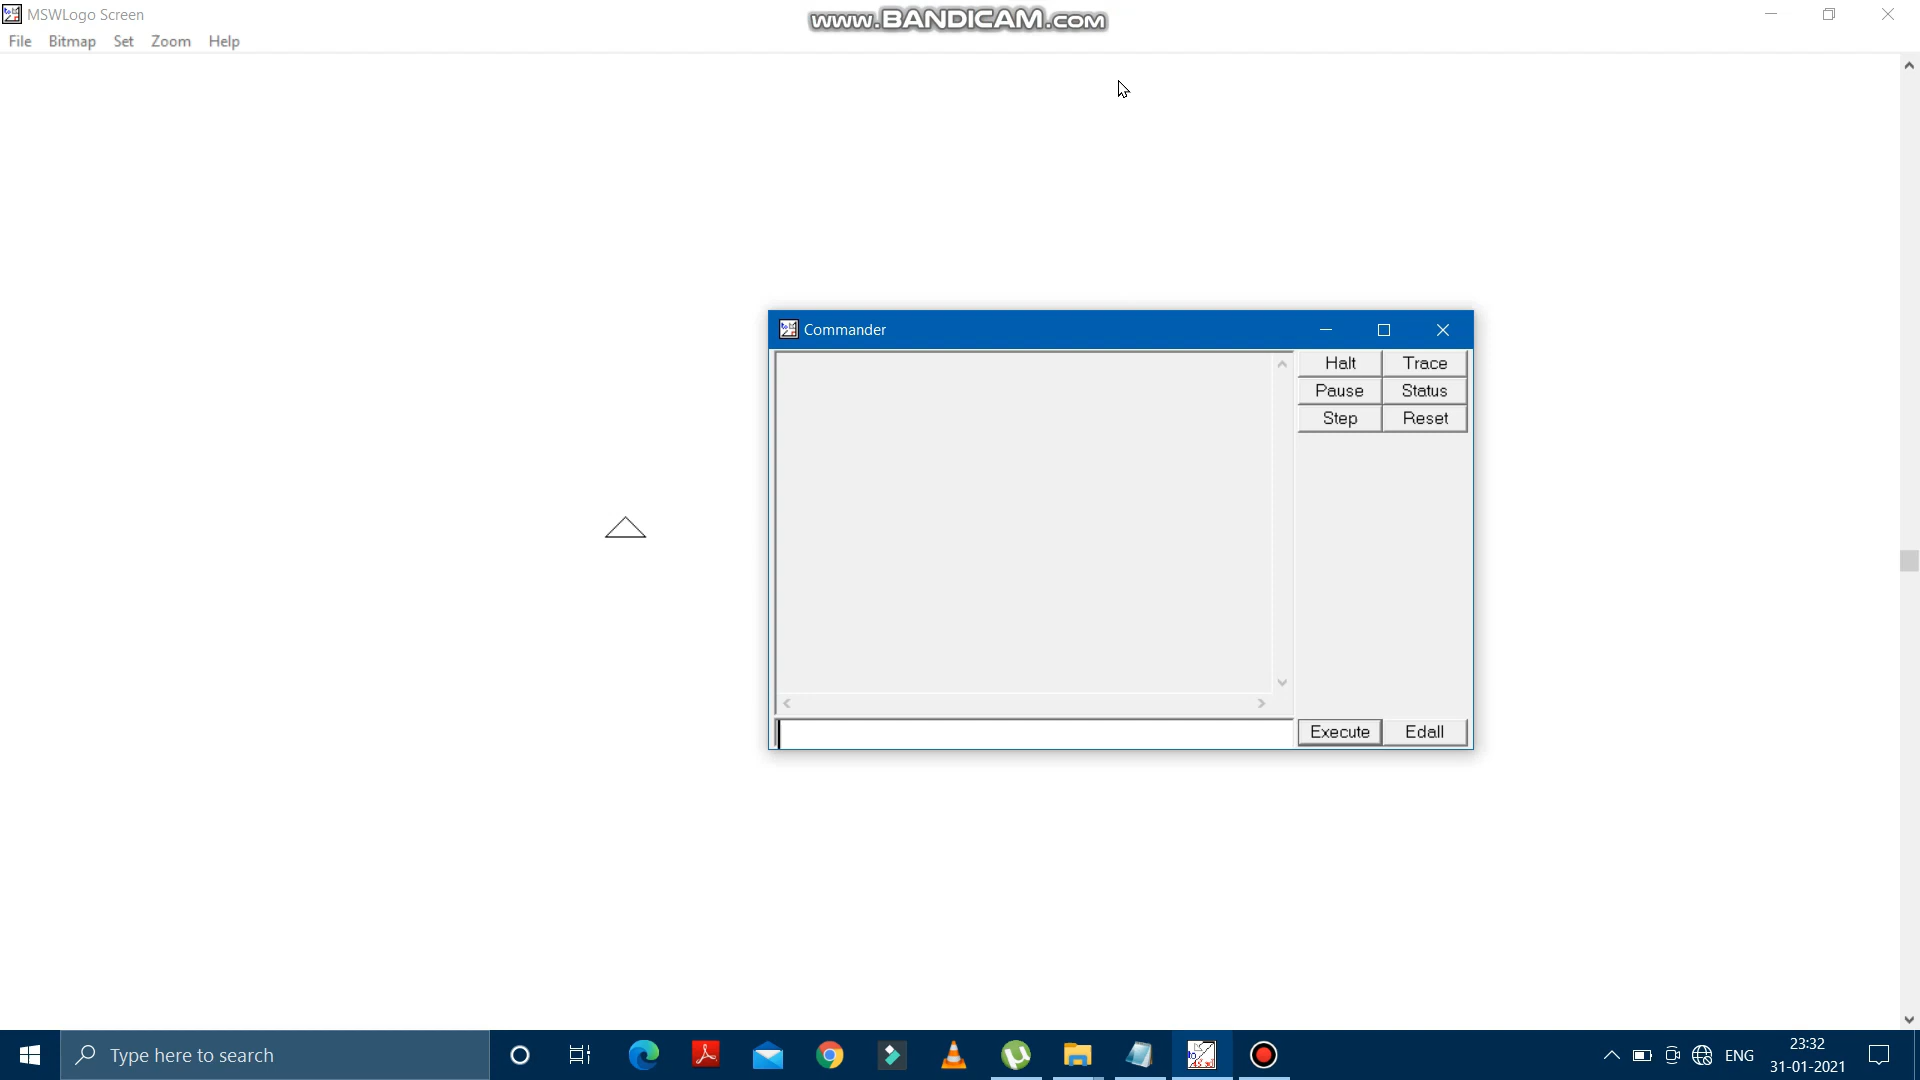 MSWLogo Screen
www.BANDICAM.com
File Bitmap Set Zoom Help
Commander
Halt Trace
Pause Status
Step Reset
Execute Edall
Type here to search
ENG
23:32
31-01-2021